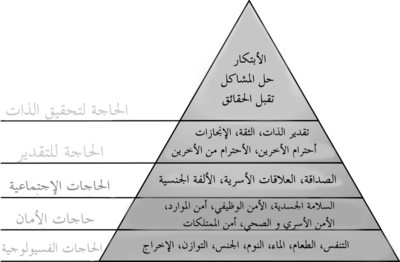 الأبتكار
حل المشاكل
تقبل الحقائق
الحاجة لتحقيق الذات
تقدير الذات، الثقة، الإنجازات
أحترام الأخرين، الأحترام من الأخرين
الحاجة للتقدير
الصداقة، العلاقات الأسرية، الألفة الجنسية
الحاجات الإجتماعية
السلامة الجسدية، الأمن الوظيفي، أمن الموارد،
الأمن الأسري و الصحي، أمن الممتلكات
حاجات الأمان
التنفس، الطعام، الماء، النوم، الجنس، التوازن، الإخراج
الحاجات الفسيولوجية